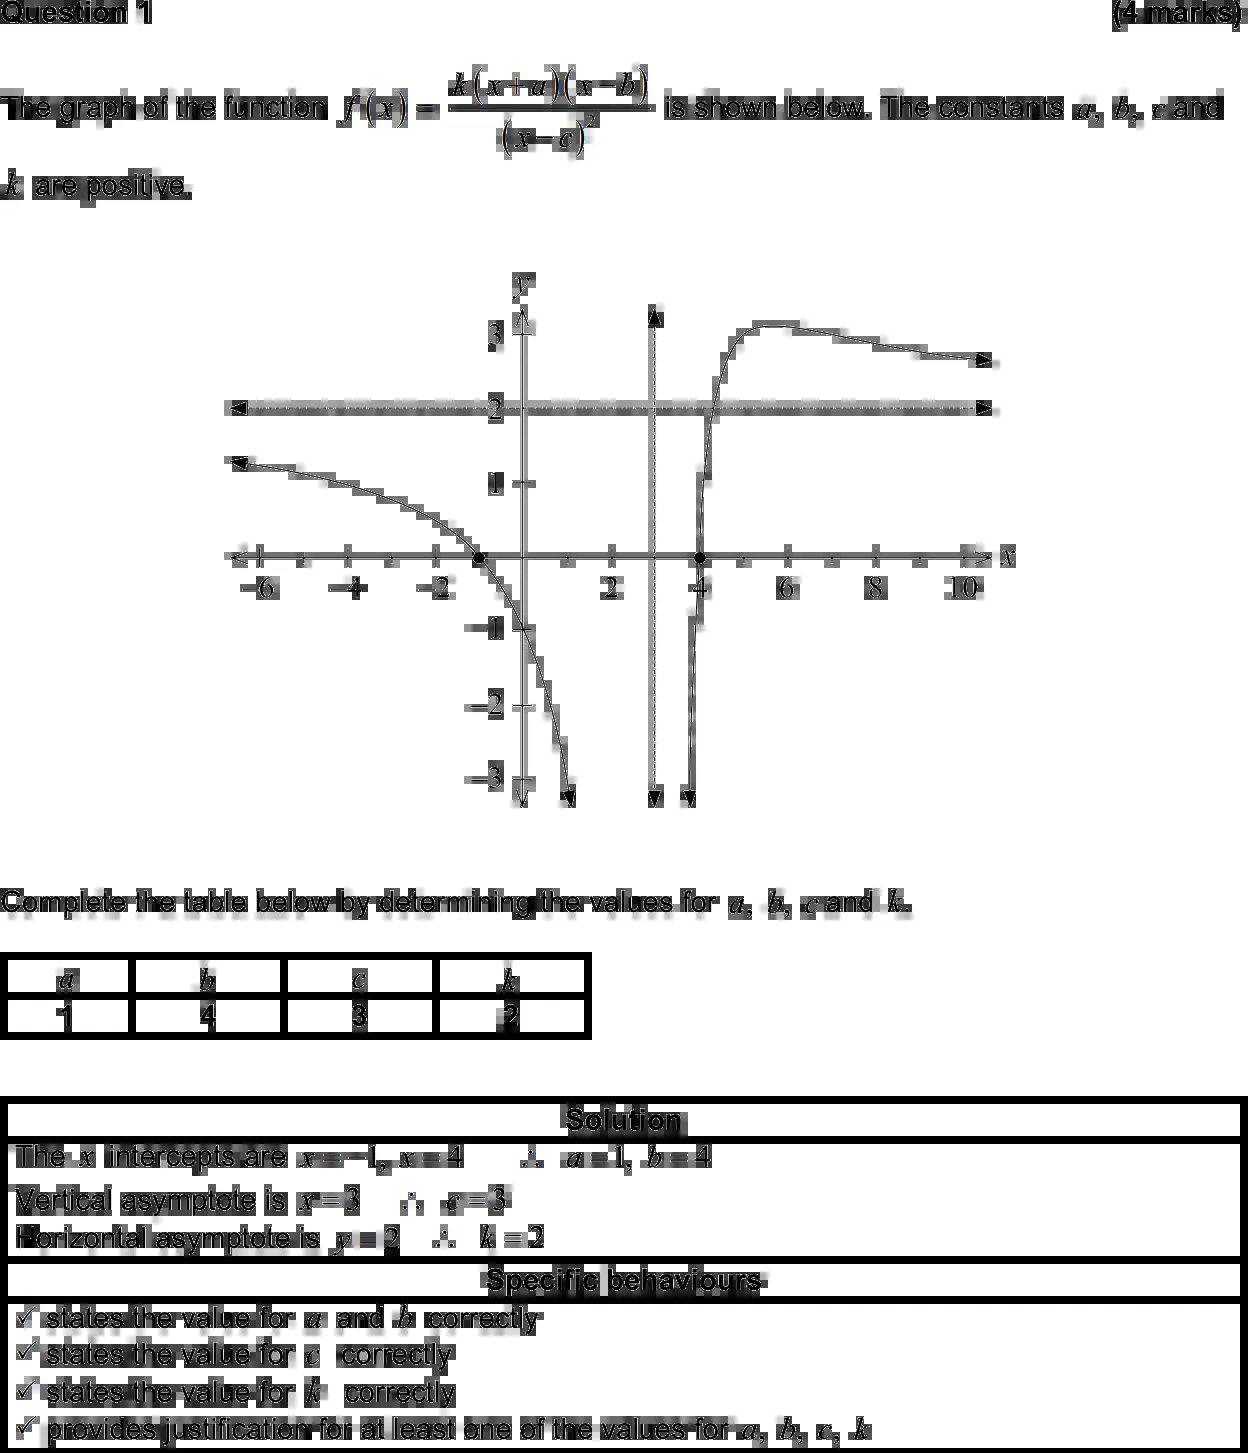 Question 1 (4 marks)
The graph of the function f(x) = k(x+a)(x−b) / (x−c)² is shown below. The constants a, b, c and
k are positive.
y
3
2
1
x
−6 −4 −2 2 4 6 8 10
−1
−2
−3
Complete the table below by determining the values for a, b, c and k.
a b c k
1 4 3 2
Solution
The x intercepts are x = −1, x = 4 ∴ a = 1, b = 4
Vertical asymptote is x = 3 ∴ c = 3
Horizontal asymptote is y = 2 ∴ k = 2
Specific behaviours
✓ states the value for a and b correctly
✓ states the value for c correctly
✓ states the value for k correctly
✓ provides justification for at least one of the values for a, b, c, k